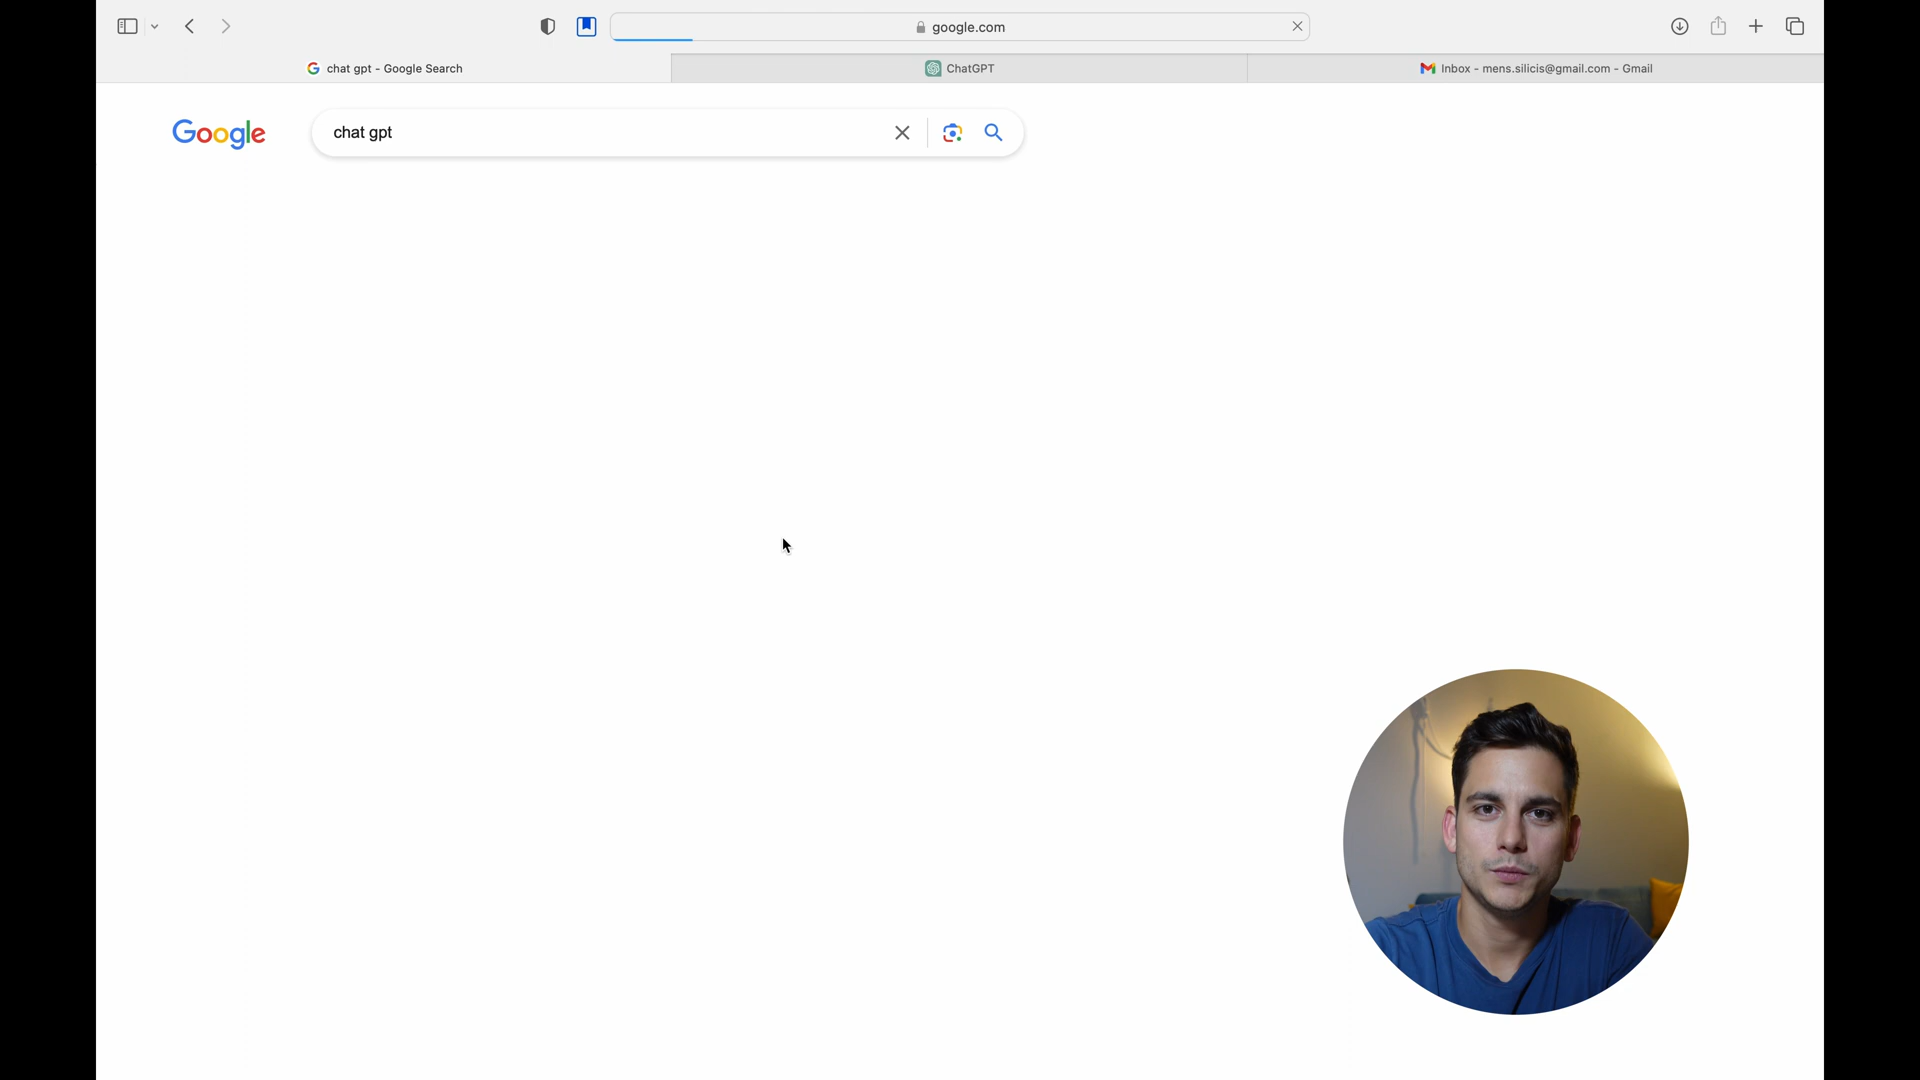 google.com
chat gpt - Google Search
ChatGPT
Inbox - mens.silicis@gmail.com - Gmail
Google
chat gpt